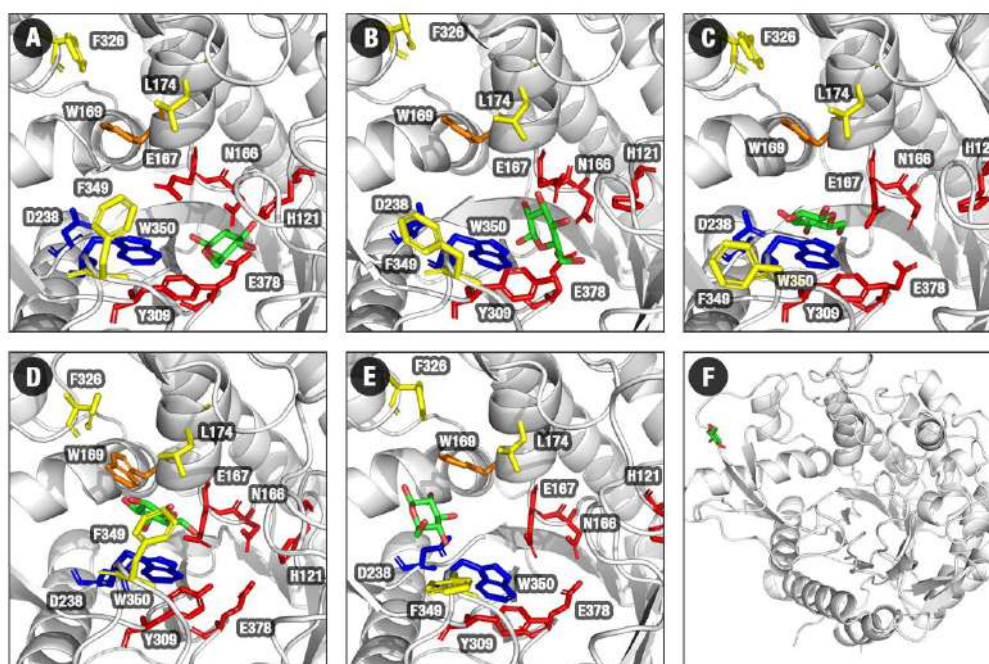 A
F326
L174
W169
E167
N166
F349
D238
W350
H121
E378
Y309
B
F326
L174
W169
E167
N166
H121
D238
W350
F349
E378
Y309
C
F326
L174
W169
N166
E167
H12
D238
W350
E378
F349
Y309
D
F326
L174
W169
E167
N166
F349
H121
D238
W350
Y309
E378
E
F326
W169
L174
H121
E167
N166
D238
W350
F349
E378
Y309
F